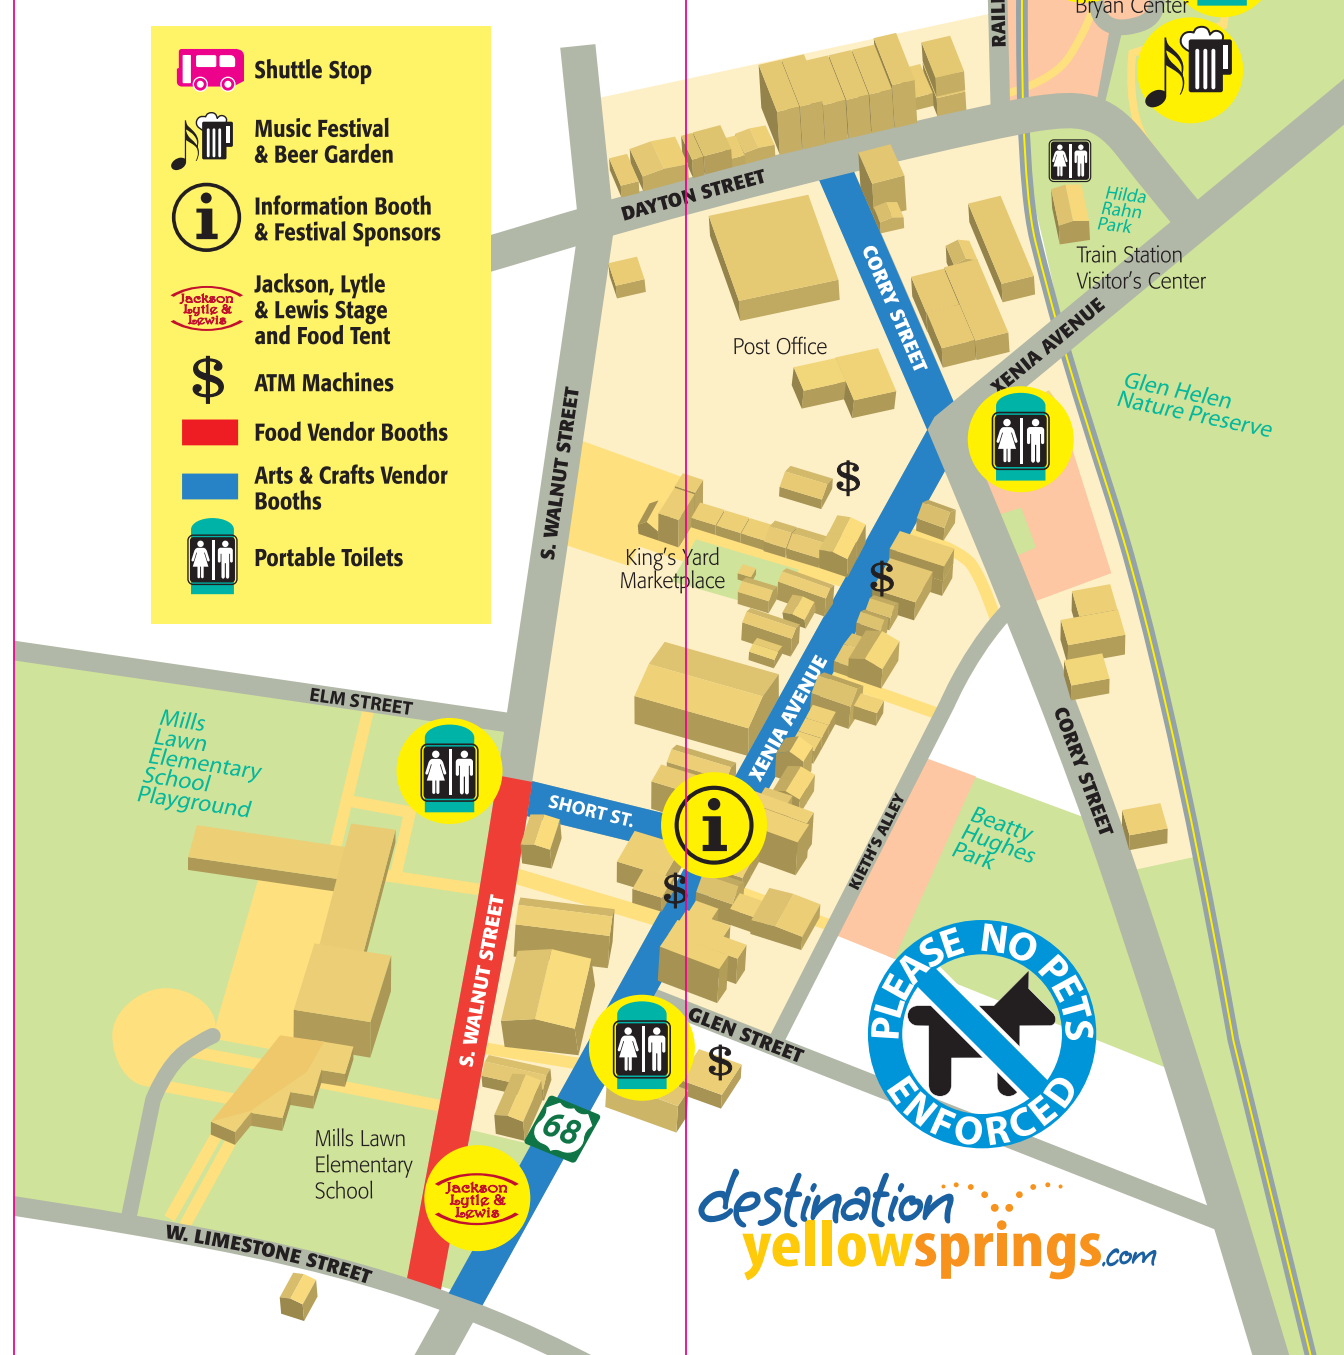 Bryan Center
RAIL
Shuttle Stop
Music Festival
& Beer Garden
Information Booth
& Festival Sponsors
Jackson
Lytle &
Lewis
Jackson, Lytle
& Lewis Stage
and Food Tent
$
ATM Machines
Food Vendor Booths
Arts & Crafts Vendor
Booths
Portable Toilets
i
DAYTON STREET
Hilda
Rahn
Park
Train Station
Visitor's Center
CORRY STREET
Post Office
XENIA AVENUE
Glen Helen
Nature Preserve
S. WALNUT STREET
$
King's Yard
Marketplace
$
ELM STREET
XENIA AVENUE
Mills
Lawn
Elementary
School
Playground
SHORT ST.
i
CORRY STREET
KIETH'S ALLEY
Beatty
Hughes
Park
$
S. WALNUT STREET
PLEASE NO PETS
ENFORCED
GLEN STREET
$
68
Mills Lawn
Elementary
School
Jackson
Lytle &
Lewis
W. LIMESTONE STREET
destination
yellowsprings.com